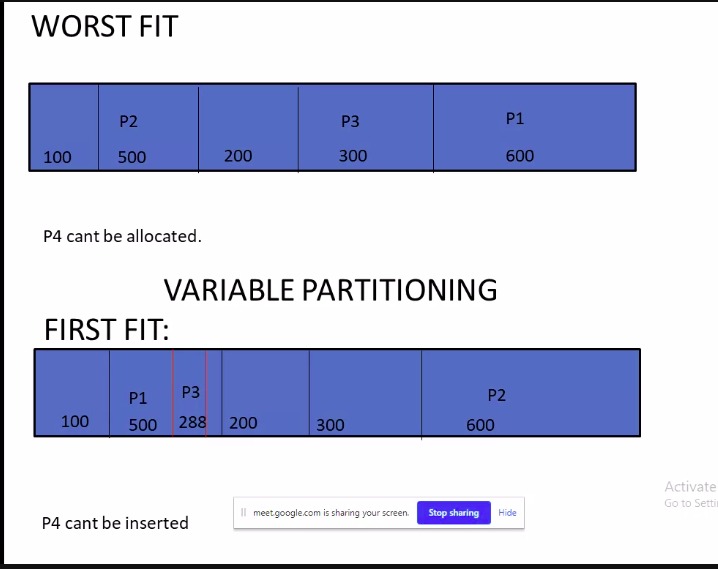 WORST FIT
P2 P3 P1
100 500 200 300 600
P4 cant be allocated.
VARIABLE PARTITIONING
FIRST FIT:
P1 P3 P2
100 500 288 200 300 600
Activate
Go to Setti
P4 cant be inserted
meet.google.com is sharing your screen. Stop sharing Hide